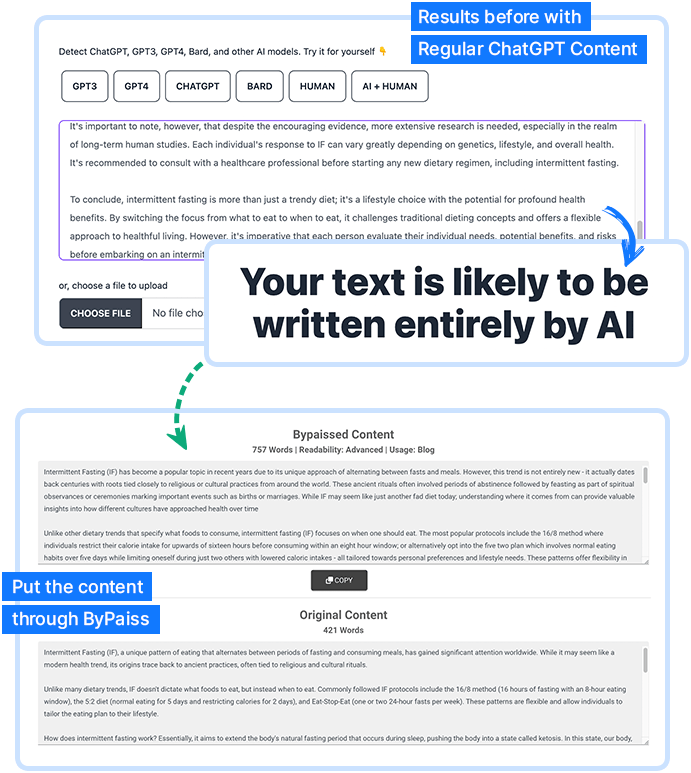 Results before with
Regular ChatGPT Content
Detect ChatGPT, GPT3, GPT4, Bard, and other AI models. Try it for yourself 👇
GPT3 GPT4 CHATGPT BARD HUMAN AI + HUMAN
It's important to note, however, that despite the encouraging evidence, more extensive research is needed, especially in the realm
of long-term human studies. Each individual's response to IF can vary greatly depending on genetics, lifestyle, and overall health.
It's recommended to consult with a healthcare professional before starting any new dietary regimen, including intermittent fasting.
To conclude, intermittent fasting is more than just a trendy diet; it's a lifestyle choice with the potential for profound health
benefits. By switching the focus from what to eat to when to eat, it challenges traditional dieting concepts and offers a flexible
approach to healthful living. However, it's imperative that each person evaluate their individual needs, potential benefits, and risks
before embarking on an
or, choose a file to upload
CHOOSE FILE No file
Your text is likely to be
written entirely by AI
Bypaissed Content
757 Words | Readability: Advanced | Usage: Blog
Intermittent Fasting (IF) has become a popular topic in recent years due to its unique approach of alternating between fasts and meals. However, this trend is not entirely new - it actually dates
back centuries with roots tied closely to religious or cultural practices from around the world. These ancient rituals often involved periods of abstinence followed by feasting as part of spiritual
observations or ceremonies marking important events such as births or marriages. While IF may seem like just another fad diet today; understanding where it comes from can provide valuable
insights into how different cultures have approached health over time
Unlike other dietary trends that specify what foods to consume, intermittent fasting (IF) focuses on when one should eat. The most popular protocols include the 16/8 method where
individuals restrict their calorie intake for upwards of sixteen hours before consuming within an eight hour window; or alternatively opt into the five two plan which involves normal eating
habits over five days while limiting oneself during just two others with lowered caloric intakes - all tailored towards personal preferences and lifestyle needs. These patterns offer flexibility in
COPY
Put the content
through ByPaiss
Original Content
421 Words
Intermittent Fasting (IF), a unique pattern of eating that alternates between periods of fasting and consuming meals, has gained significant attention worldwide. While it may seem like a
modern health trend, its origins trace back to ancient practices, often tied to religious and cultural rituals.
Unlike many dietary trends, IF doesn't dictate what foods to eat, but instead when to eat. Commonly followed IF protocols include the 16/8 method (16 hours of fasting with an 8-hour eating
window), the 5:2 diet (normal eating for 5 days and restricting calories for 2 days), and Eat-Stop-Eat (one or two 24-hour fasts per week). These patterns are flexible and allow individuals to
tailor the eating plan to their lifestyle.
How does intermittent fasting work? Essentially, it aims to extend the body's natural fasting period that occurs during sleep, pushing the body into a state called ketosis. In this state, our body,